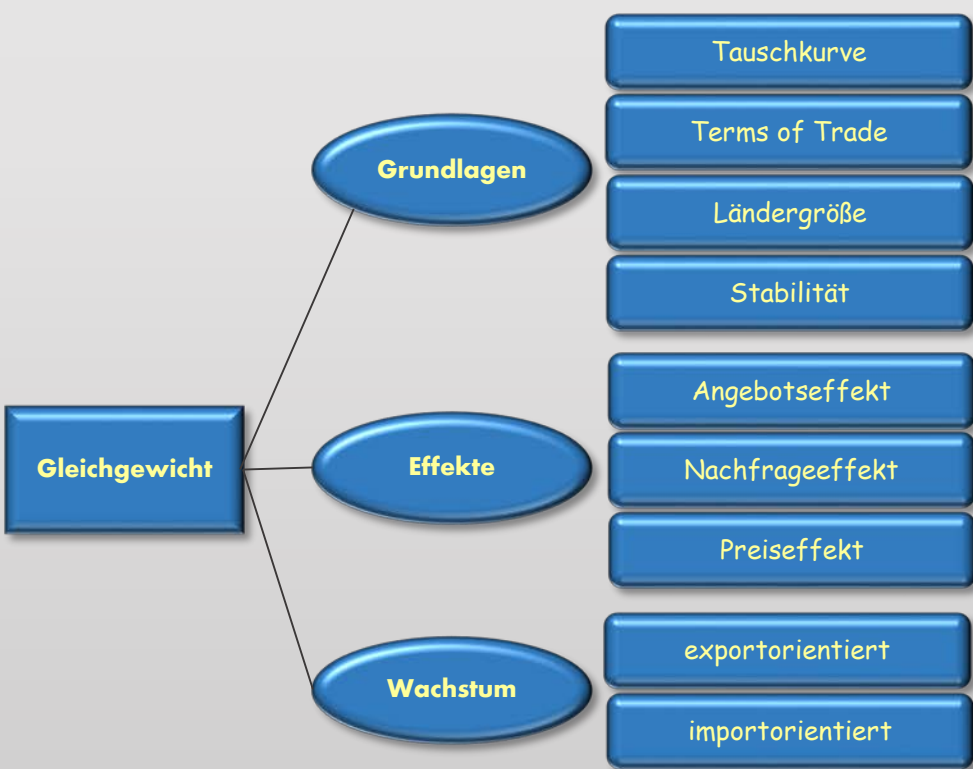 Gleichgewicht
Grundlagen
Tauschkurve
Terms of Trade
Ländergröße
Stabilität
Effekte
Angebotseffekt
Nachfrageeffekt
Preiseffekt
Wachstum
exportorientiert
importorientiert